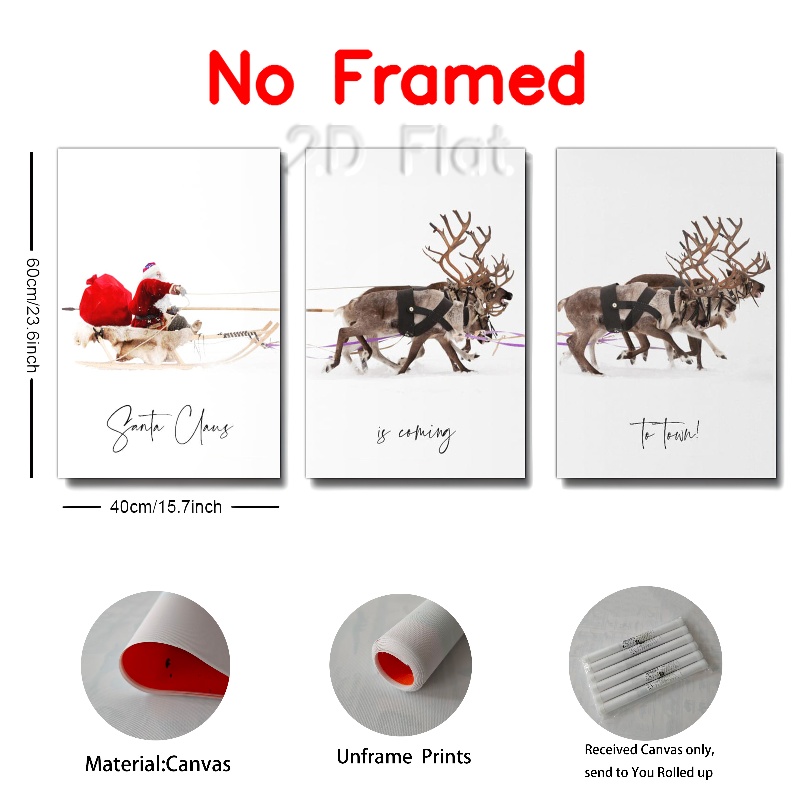 No Framed
2D Flat
60cm/23.6inch
Santa Claus
is coming
to town!
40cm/15.7inch
Material:Canvas
Unframe Prints
Received Canvas only,
send to You Rolled up